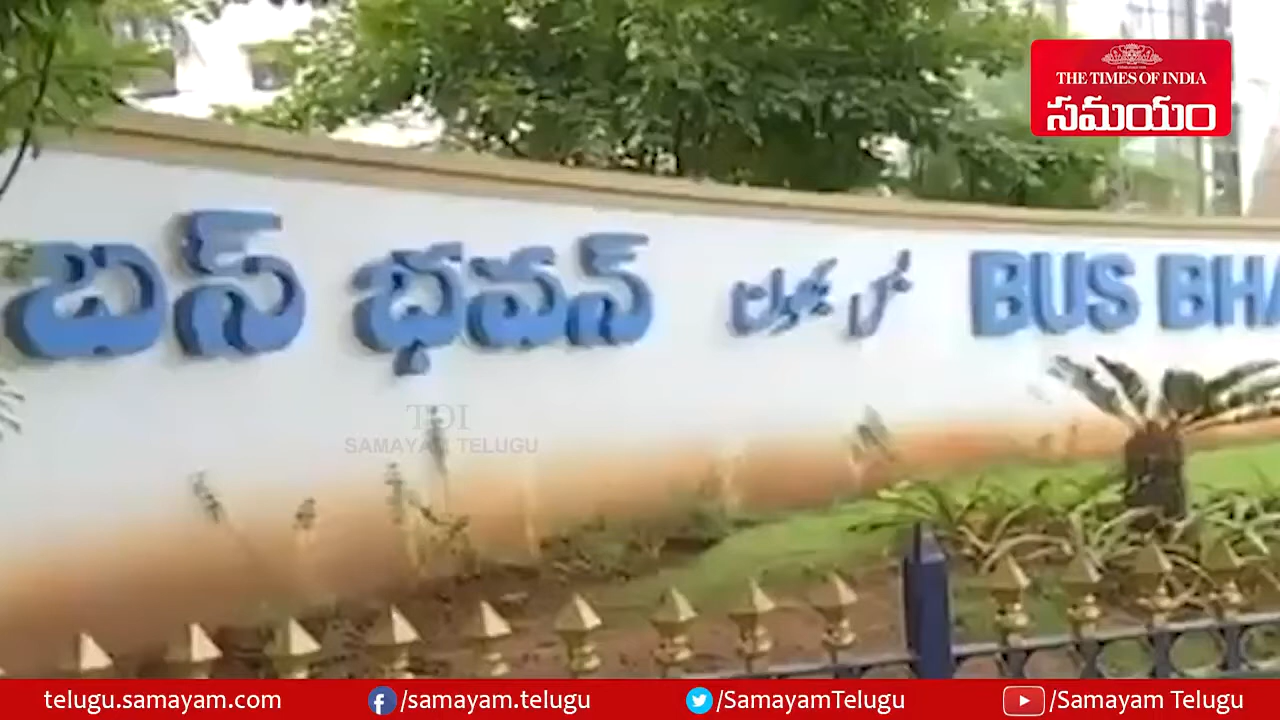 THE TIMES OF INDIA
సమయం
బస్ భవన్ BUS BHA
TOI
SAMAYAM TELUGU
telugu.samayam.com /samayam.telugu /SamayamTelugu /Samayam Telugu